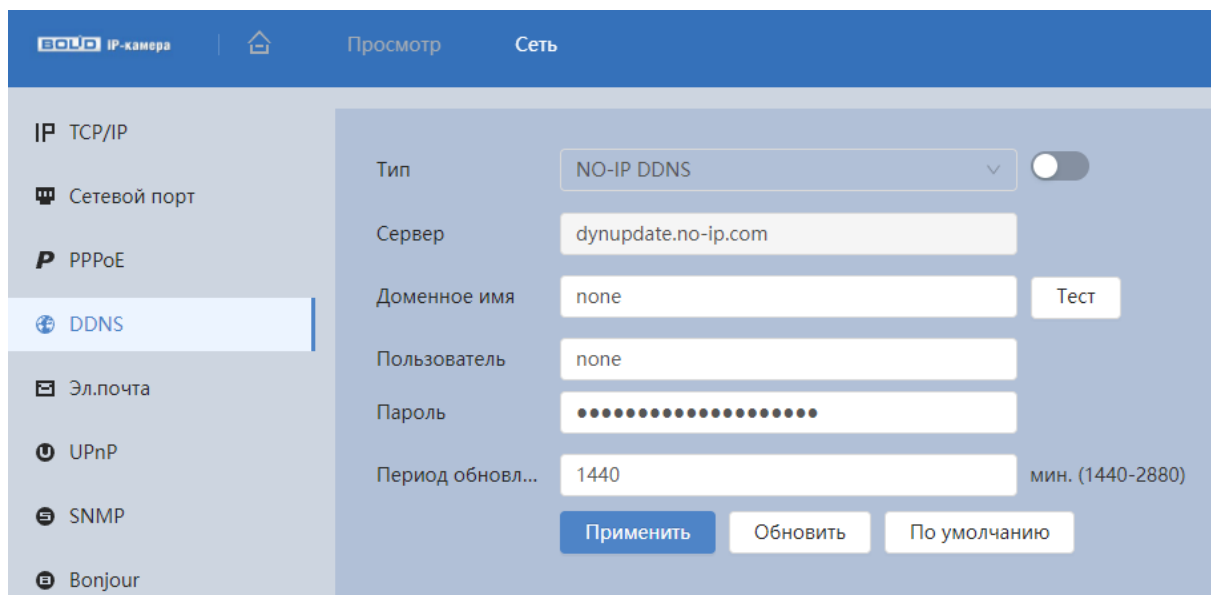 BOLID IP-камера
Просмотр Сеть
TCP/IP
Сетевой порт
PPPoE
DDNS
Эл.почта
UPnP
SNMP
Bonjour
Тип NO-IP DDNS
Сервер dynupdate.no-ip.com
Доменное имя none Тест
Пользователь none
Пароль ••••••••••••••••••••
Период обновл... 1440 мин. (1440-2880)
Применить Обновить По умолчанию